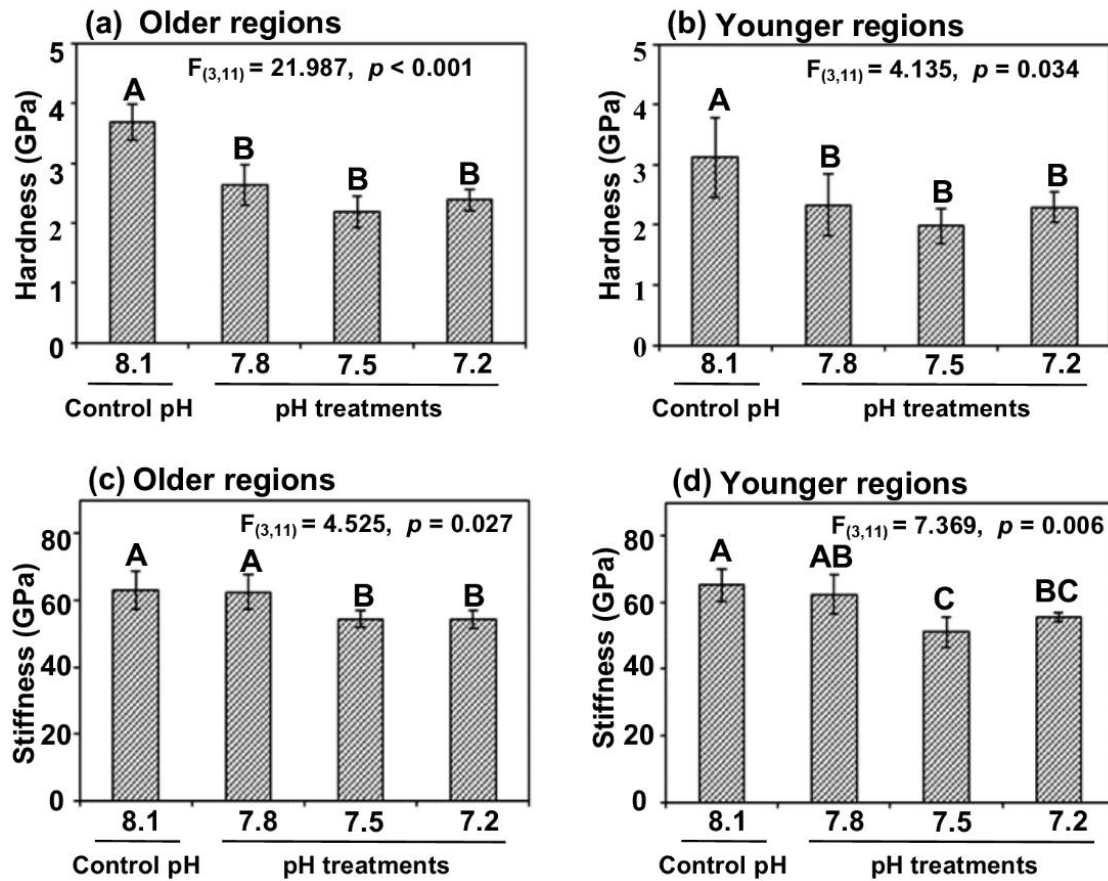 (a) Older regions
F(3,11) = 21.987, p < 0.001
Hardness (GPa)
5
4
3
2
1
0
A
B
B
B
8.1
7.8
7.5
7.2
Control pH
pH treatments
(b) Younger regions
F(3,11) = 4.135, p = 0.034
Hardness (GPa)
5
4
3
2
1
0
A
B
B
B
8.1
7.8
7.5
7.2
Control pH
pH treatments
(c) Older regions
F(3,11) = 4.525, p = 0.027
Stiffness (GPa)
80
60
40
20
0
A
A
B
B
8.1
7.8
7.5
7.2
Control pH
pH treatments
(d) Younger regions
F(3,11) = 7.369, p = 0.006
Stiffness (GPa)
80
60
40
20
0
A
AB
C
BC
8.1
7.8
7.5
7.2
Control pH
pH treatments